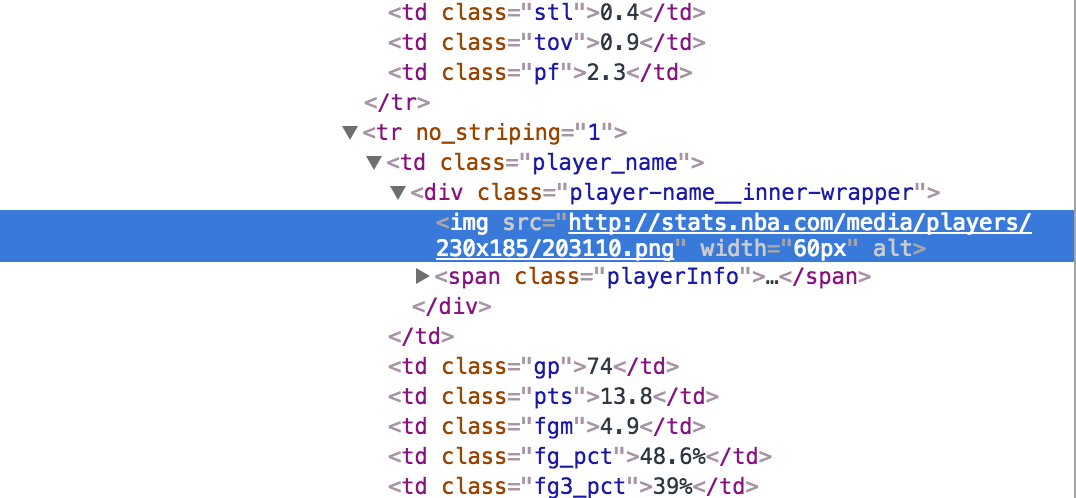 <td class="stl">0.4</td>
<td class="tov">0.9</td>
<td class="pf">2.3</td>
</tr>
▼<tr no_striping="1">
▼<td class="player_name">
▼<div class="player-name__inner-wrapper">
<img src="http://stats.nba.com/media/players/
230x185/203110.png" width="60px" alt>
▶<span class="playerInfo">…</span>
</div>
</td>
<td class="gp">74</td>
<td class="pts">13.8</td>
<td class="fgm">4.9</td>
<td class="fg_pct">48.6%</td>
<td class="fg3_pct">39%</td>